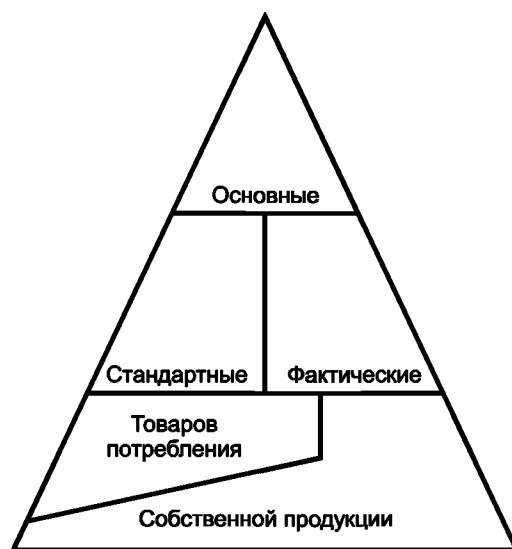 Основные
Стандартные
Фактические
Товаров
потребления
Собственной продукции